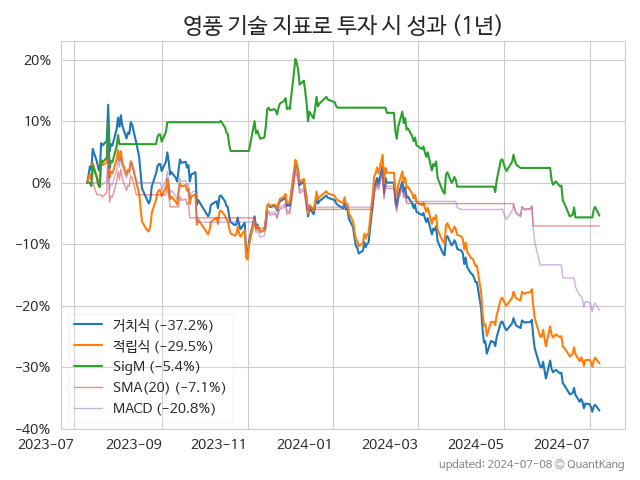 영풍 기술 지표로 투자 시 성과 (1년)
20%
10%
0%
−10%
−20%
−30%
−40%
거치식 (−37.2%)
적립식 (−29.5%)
SigM (−5.4%)
SMA(20) (−7.1%)
MACD (−20.8%)
2023−07
2023−09
2023−11
2024−01
2024−03
2024−05
2024−07
updated: 2024-07-08 ⓒ QuantKang